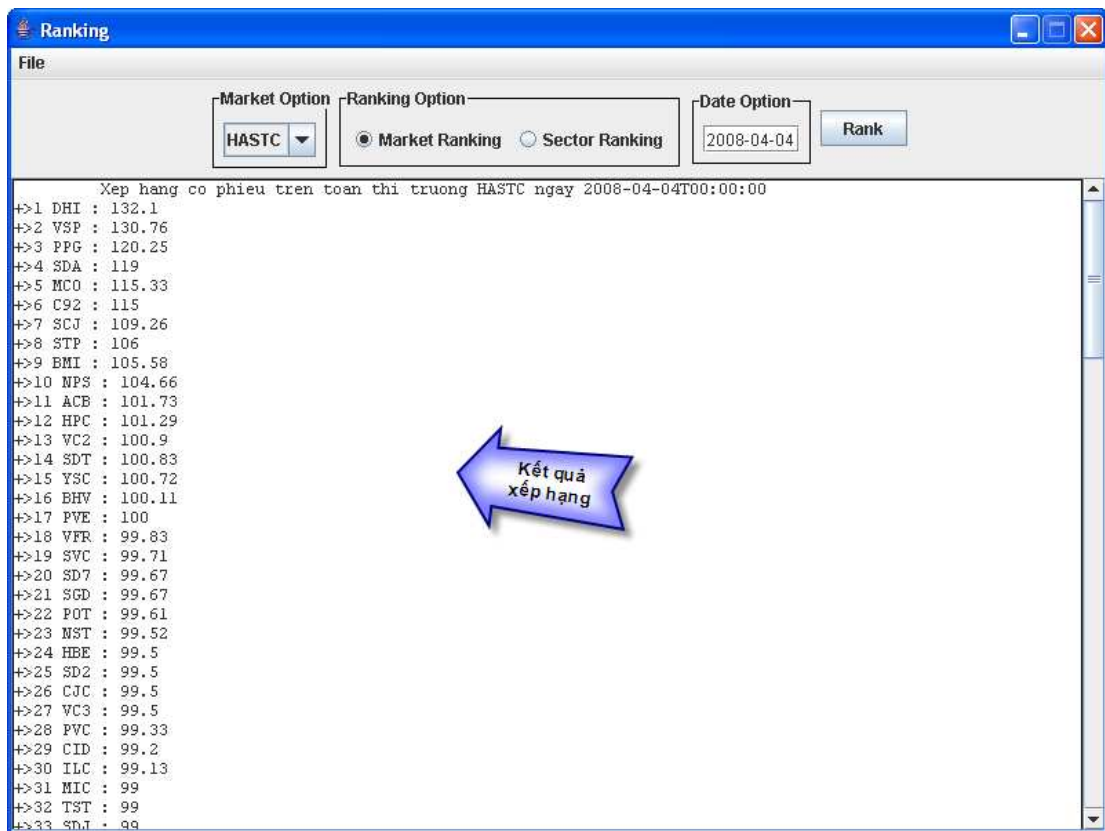 Ranking
File
Market Option
Ranking Option
Date Option
HASTC
Market Ranking
Sector Ranking
2008-04-04
Rank
Xep hang co phieu tren toan thi truong HASTC ngay 2008-04-04T00:00:00
+>1 DHI : 132.1
+>2 VSP : 130.76
+>3 PPG : 120.25
+>4 SDA : 119
+>5 MCO : 115.33
+>6 C92 : 115
+>7 SCJ : 109.26
+>8 STP : 106
+>9 BMI : 105.58
+>10 NPS : 104.66
+>11 ACB : 101.73
+>12 HPC : 101.29
+>13 VC2 : 100.9
+>14 SDT : 100.83
+>15 YSC : 100.72
+>16 BHV : 100.11
+>17 PVE : 100
+>18 VFR : 99.83
+>19 SVC : 99.71
+>20 SD7 : 99.67
+>21 SGD : 99.67
+>22 POT : 99.61
+>23 NST : 99.52
+>24 HBE : 99.5
+>25 SD2 : 99.5
+>26 CJC : 99.5
+>27 VC3 : 99.5
+>28 PVC : 99.33
+>29 CID : 99.2
+>30 ILC : 99.13
+>31 MIC : 99
+>32 TST : 99
+>33 SDJ : 99
Kết quả
xếp hạng